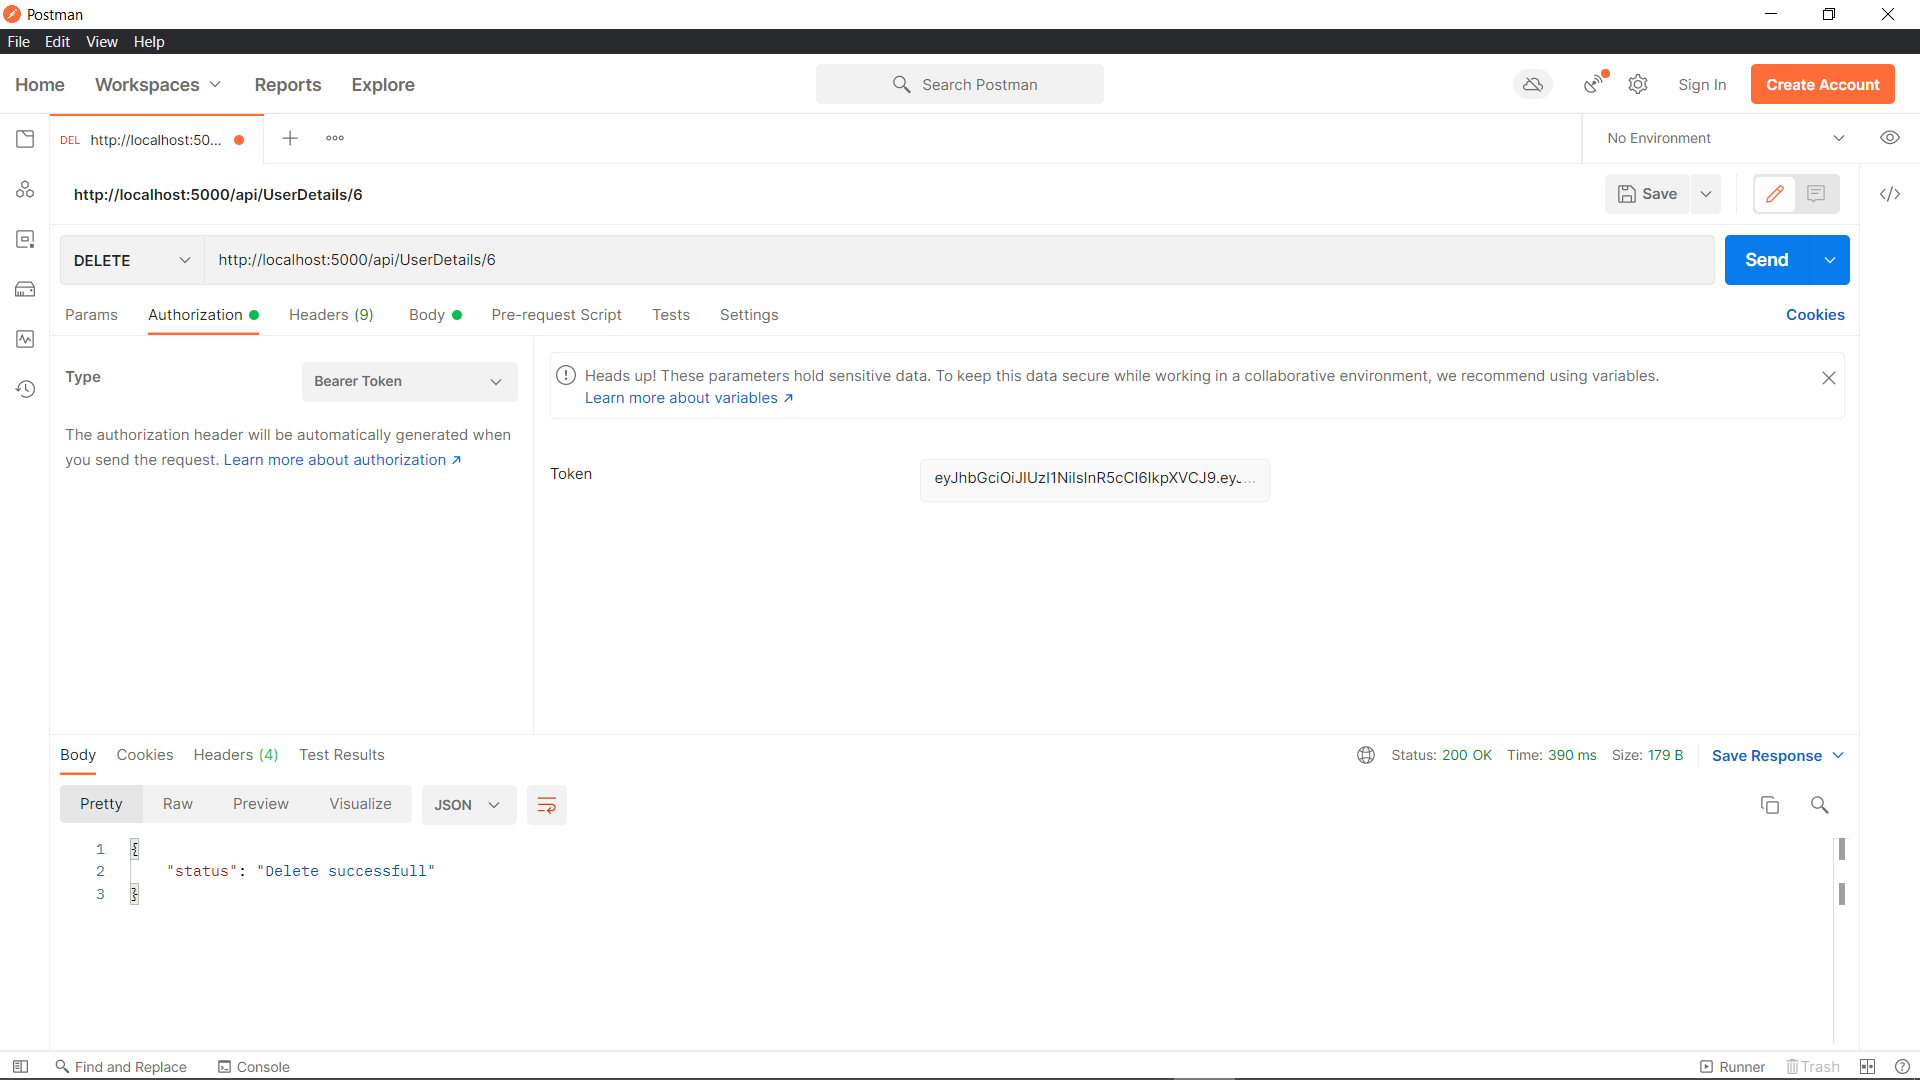 Postman
File Edit View Help
Home Workspaces Reports Explore Search Postman Sign In Create Account
DEL http://localhost:50... No Environment
http://localhost:5000/api/UserDetails/6 Save
DELETE http://localhost:5000/api/UserDetails/6 Send
Params Authorization Headers (9) Body Pre-request Script Tests Settings Cookies
Type Bearer Token
The authorization header will be automatically generated when
you send the request. Learn more about authorization ↗
Heads up! These parameters hold sensitive data. To keep this data secure while working in a collaborative environment, we recommend using variables.
Learn more about variables ↗
Token eyJhbGciOiJIUzI1NiIsInR5cCI6IkpXVCJ9.eyJ...
Body Cookies Headers (4) Test Results Status: 200 OK Time: 390 ms Size: 179 B Save Response
Pretty Raw Preview Visualize JSON
1 {
2 "status": "Delete successfull"
3 }
Find and Replace Console Runner Trash